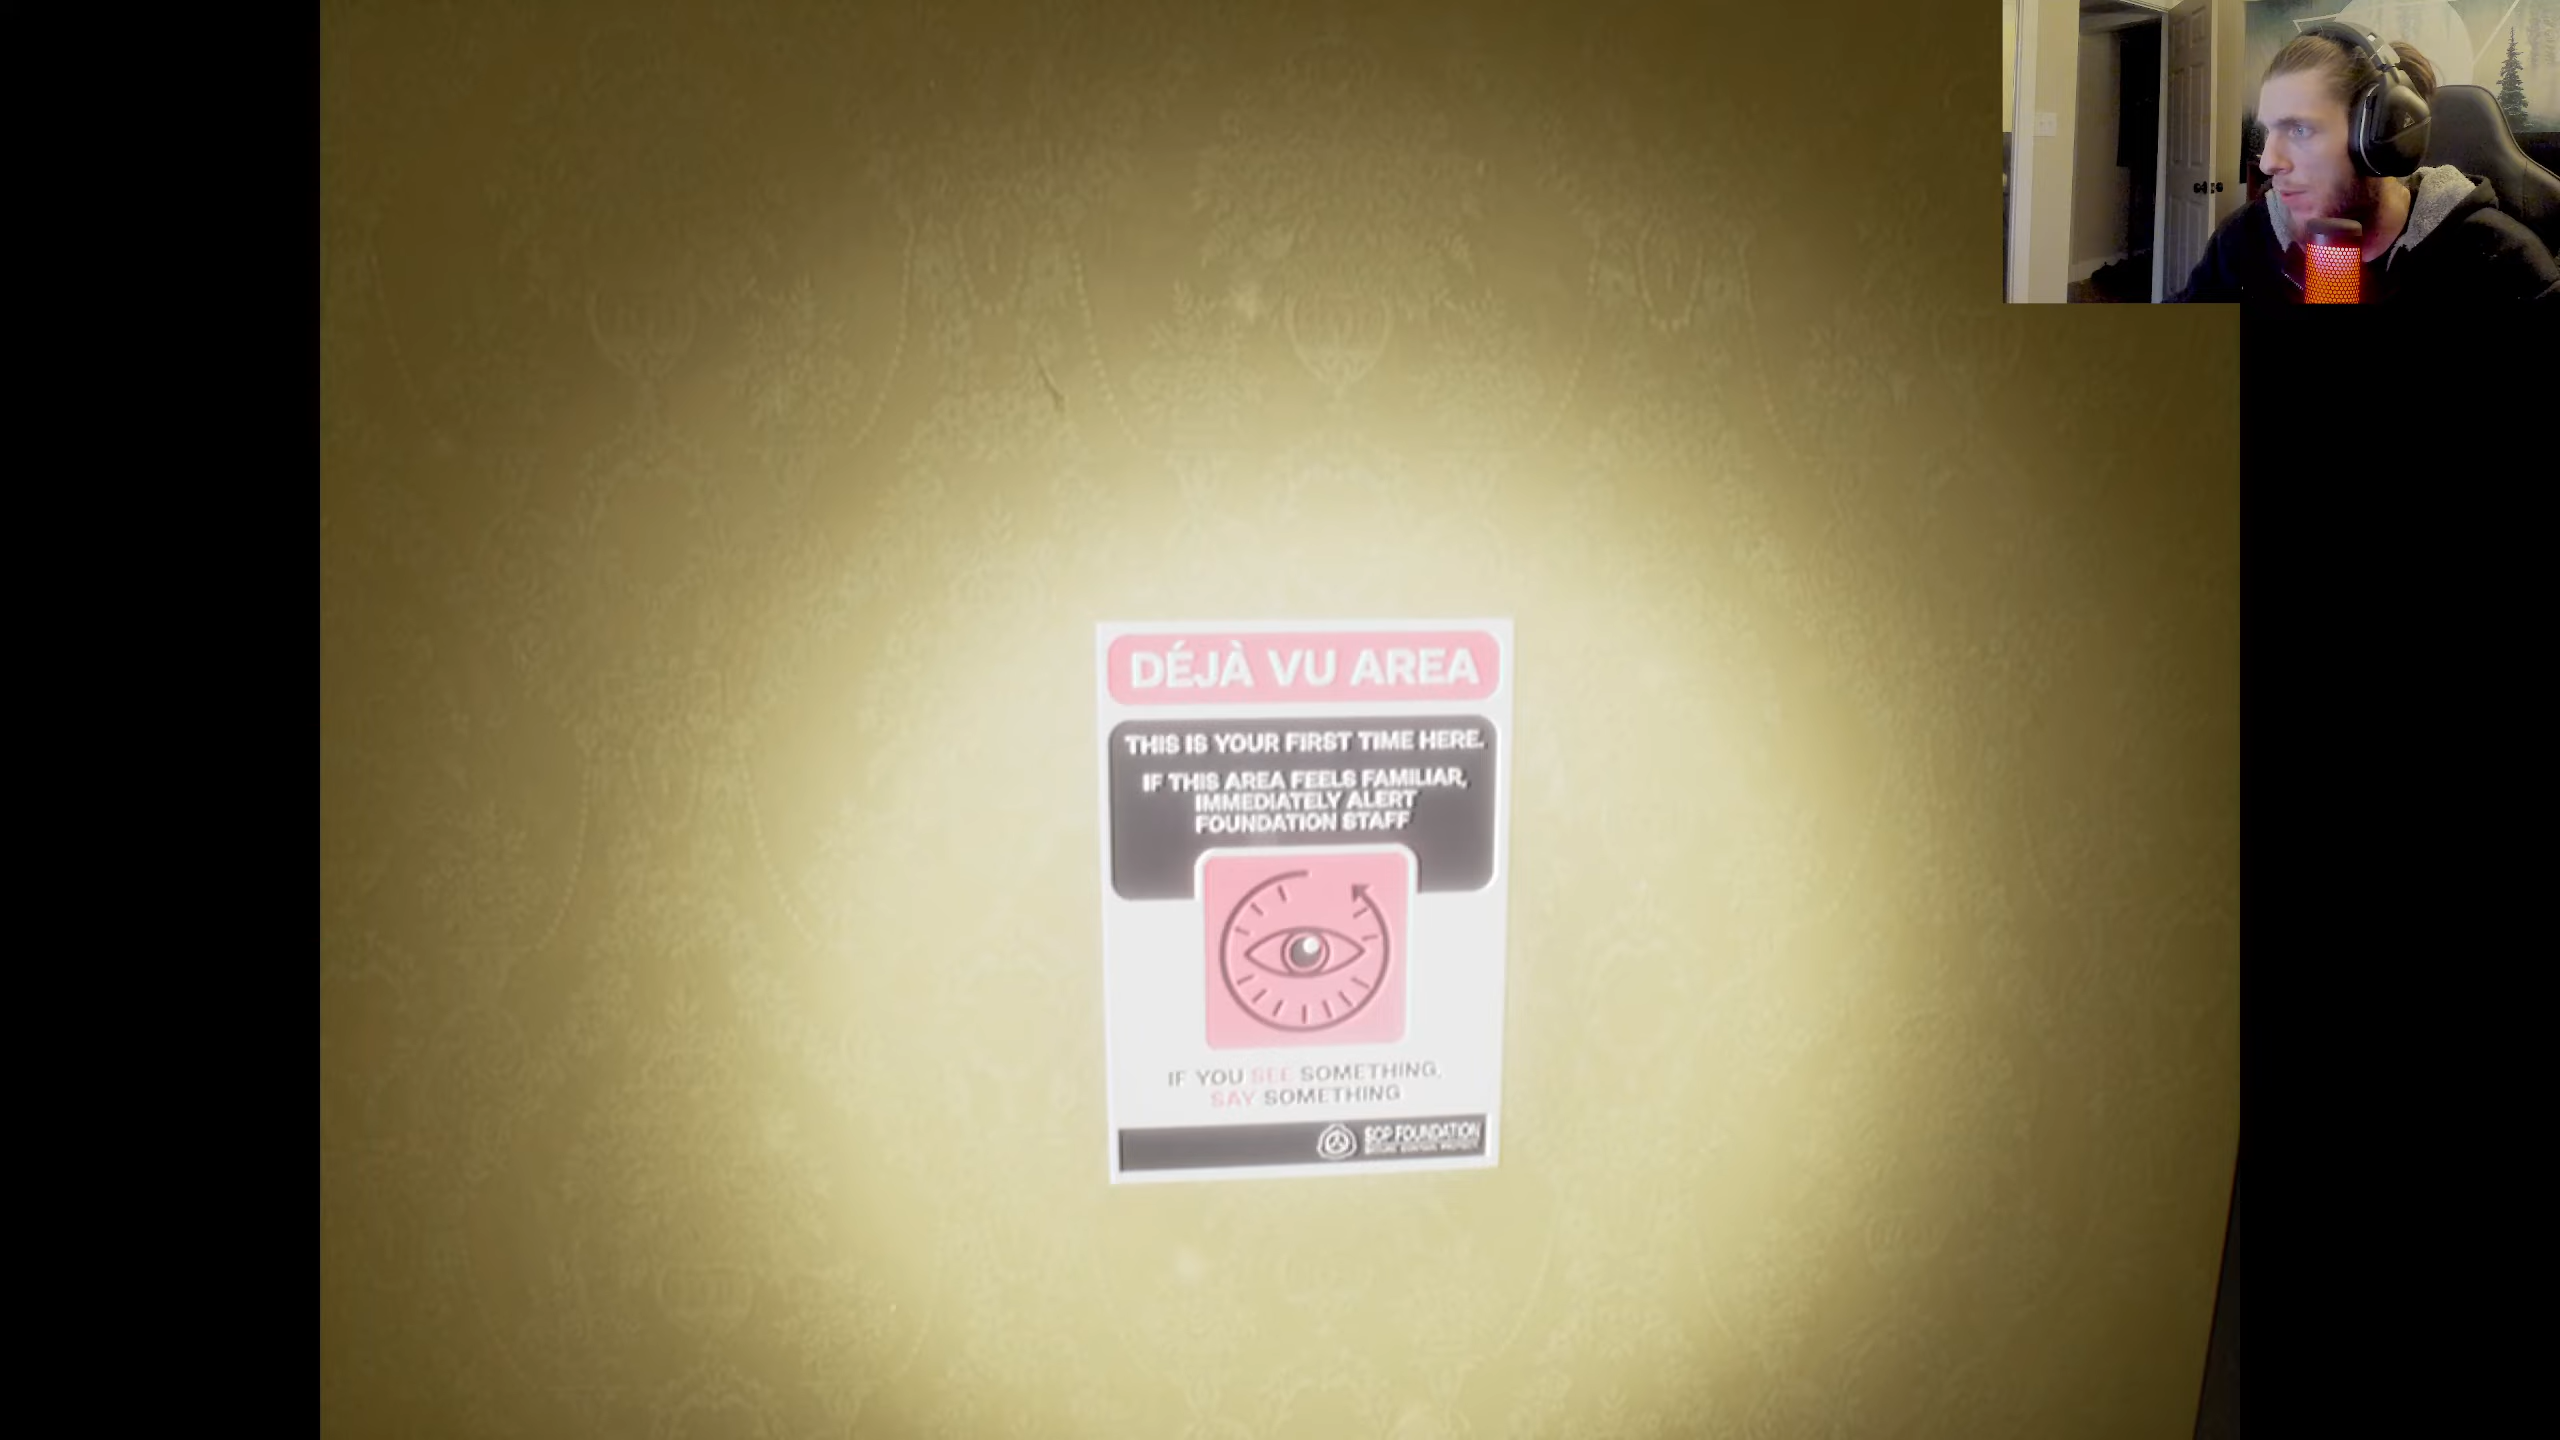 DÉJÀ VU AREA
THIS IS YOUR FIRST TIME HERE.
IF THIS AREA FEELS FAMILIAR,
IMMEDIATELY ALERT
FOUNDATION STAFF
IF YOU SEE SOMETHING,
SAY SOMETHING
SCP FOUNDATION